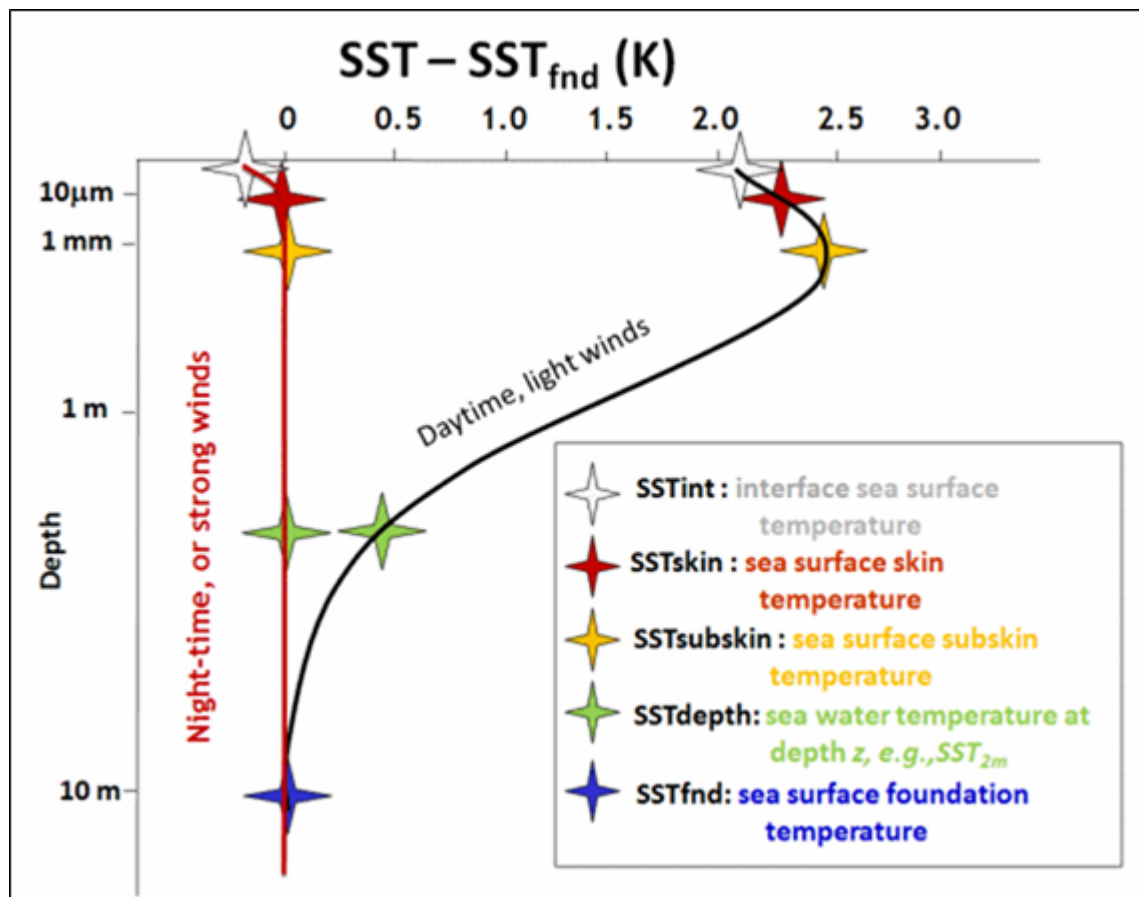 SST – SSTfnd (K)
0 0.5 1.0 1.5 2.0 2.5 3.0
10μm
1 mm
1 m
10 m
Depth
Night-time, or strong winds
Daytime, light winds
SSTint : interface sea surface
temperature
SSTskin : sea surface skin
temperature
SSTsubskin : sea surface subskin
temperature
SSTdepth: sea water temperature at
depth z, e.g.,SST2m
SSTfnd: sea surface foundation
temperature